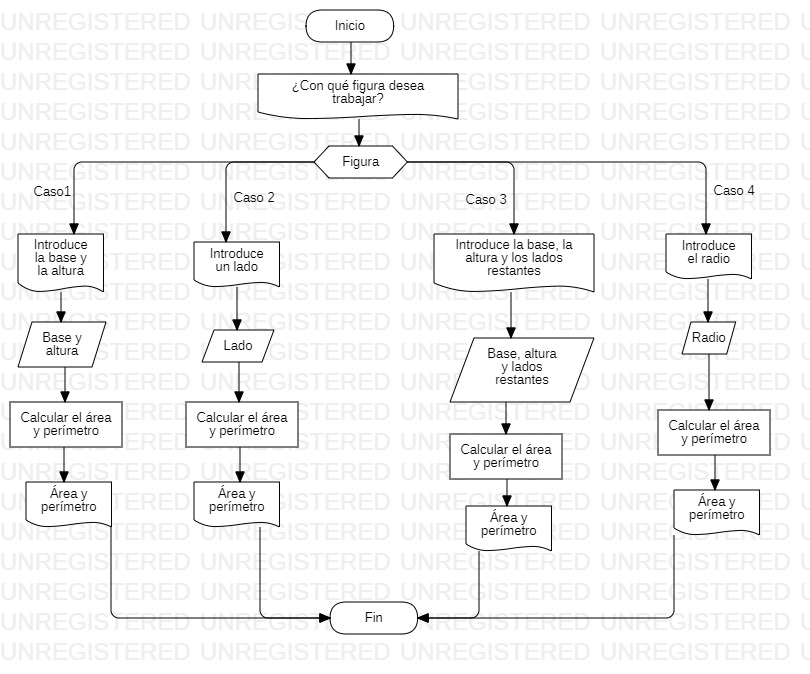 Inicio
¿Con qué figura desea
trabajar?
Figura
Caso1
Introduce
la base y
la altura
Base y
altura
Calcular el área
y perímetro
Área y
perímetro
Caso 2
Introduce
un lado
Lado
Calcular el área
y perímetro
Área y
perímetro
Caso 3
Introduce la base, la
altura y los lados
restantes
Base, altura
y lados
restantes
Calcular el área
y perímetro
Área y
perímetro
Caso 4
Introduce
el radio
Radio
Calcular el área
y perímetro
Área y
perímetro
Fin
UNREGISTERED UNREGISTERED UNREGISTERED UNREGISTERED